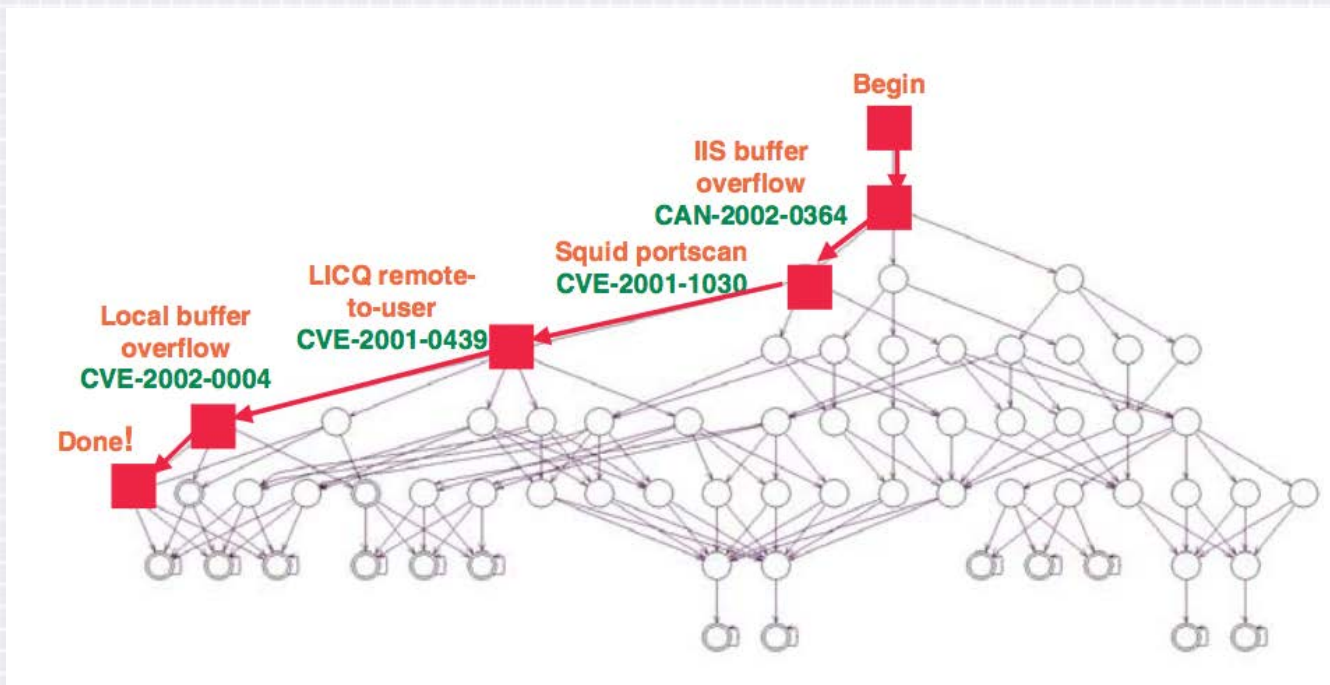 Begin
IIS buffer
overflow
CAN-2002-0364
Squid portscan
CVE-2001-1030
LICQ remote-
to-user
CVE-2001-0439
Local buffer
overflow
CVE-2002-0004
Done!